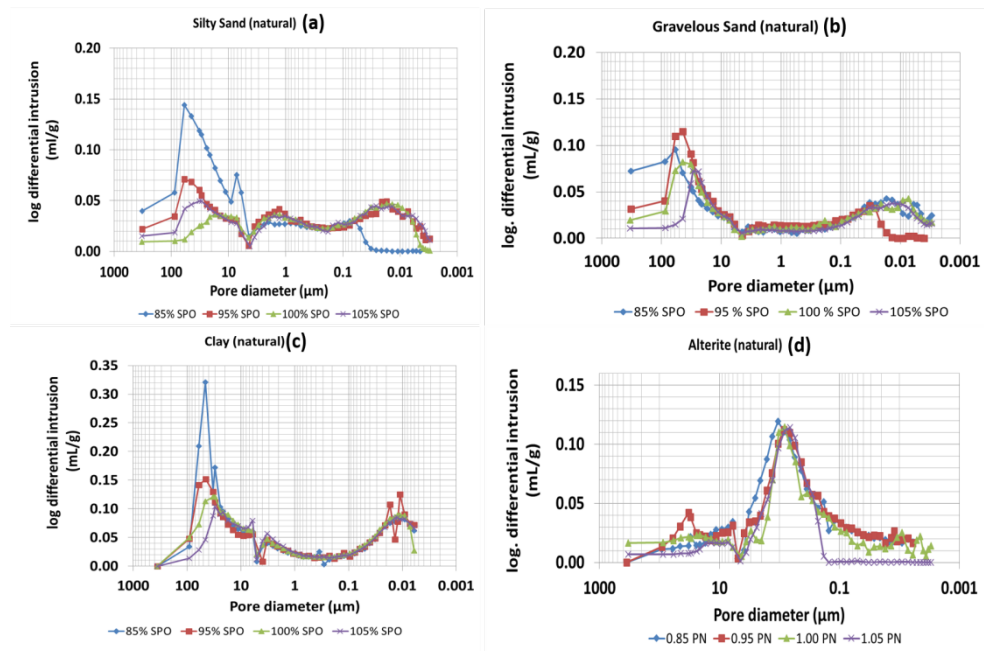 Silty Sand (natural) (a)
log differential intrusion
(ml/g)
0.20
0.15
0.10
0.05
0.00
1000 100 10 1 0.1 0.01 0.001
Pore diameter (µm)
85% SPO 95% SPO 100% SPO 105% SPO
Gravelous Sand (natural) (b)
log. differential intrusion
(mL/g)
0.20
0.15
0.10
0.05
0.00
1000 100 10 1 0.1 0.01 0.001
Pore diameter (µm)
85% SPO 95 % SPO 100 % SPO 105% SPO
Clay (natural) (c)
log differential intrusion
(mL/g)
0.35
0.30
0.25
0.20
0.15
0.10
0.05
0.00
1000 100 10 1 0.1 0.01 0.001
Pore diameter (µm)
85% SPO 95% SPO 100% SPO 105% SPO
Alterite (natural) (d)
log. differential intrusion
(mL/g)
0.15
0.10
0.05
0.00
1000 10 0.1 0.001
Pore diameter (µm)
0.85 PN 0.95 PN 1.00 PN 1.05 PN